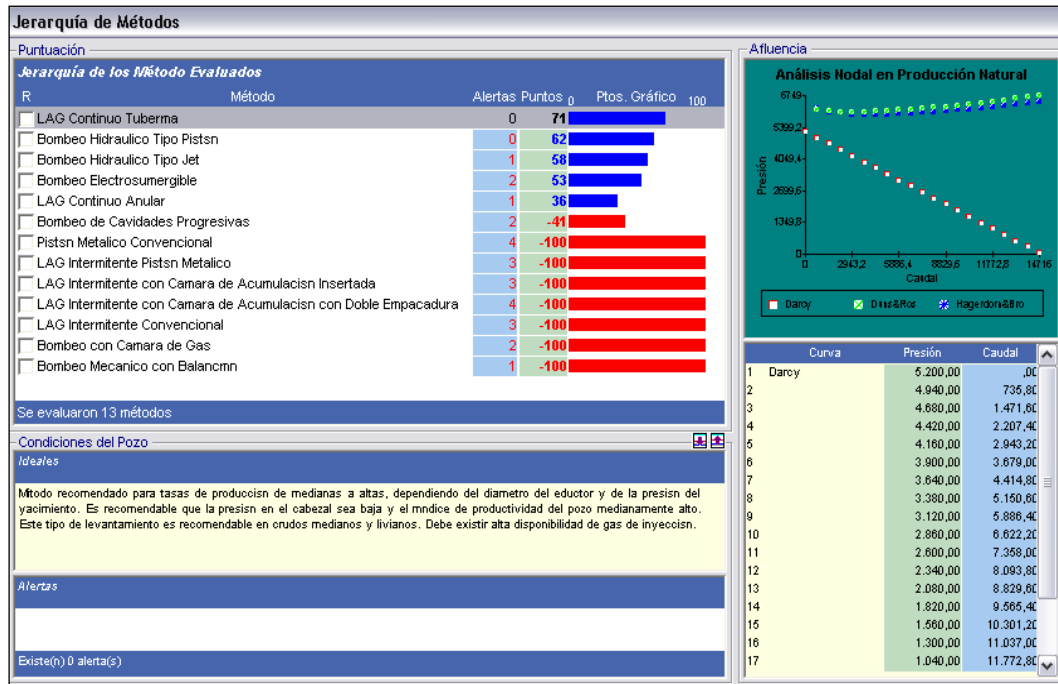 Jerarquía de Métodos
Puntuación
Jerarquía de los Método Evaluados
R Método Alertas Puntos 0 Ptos. Gráfico 100
LAG Continuo Tuberma 0 71
Bombeo Hidraulico Tipo Pistsn 0 62
Bombeo Hidraulico Tipo Jet 1 58
Bombeo Electrosumergible 2 53
LAG Continuo Anular 1 36
Bombeo de Cavidades Progresivas 2 -41
Pistsn Metalico Convencional 4 -100
LAG Intermitente Pistsn Metalico 3 -100
LAG Intermitente con Camara de Acumulacisn Insertada 3 -100
LAG Intermitente con Camara de Acumulacisn con Doble Empacadura 4 -100
LAG Intermitente Convencional 3 -100
Bombeo con Camara de Gas 2 -100
Bombeo Mecanico con Balancmn 1 -100
Se evaluaron 13 métodos
Condiciones del Pozo
Ideales
Mitodo recomendado para tasas de produccisn de medianas a altas, dependiendo del diametro del eductor y de la presisn del
yacimiento. Es recomendable que la presisn en el cabezal sea baja y el mndice de productividad del pozo medianamente alto.
Este tipo de levantamiento es recomendable en crudos medianos y livianos. Debe existir alta disponibilidad de gas de inyeccisn.
Alertas
Existe(n) 0 alerta(s)
Afluencia
Análisis Nodal en Producción Natural
6749
5399,2
4049,4
2699,6
1349,8
0
Presión
0 2943,2 5886,4 8829,6 11772,8 14716
Caudal
Darcy Duns&Ros Hagerdorn&Bro
Curva Presión Caudal
1 Darcy 5.200,00 ,00
2 4.940,00 735,80
3 4.680,00 1.471,60
4 4.420,00 2.207,40
5 4.160,00 2.943,20
6 3.900,00 3.679,00
7 3.640,00 4.414,80
8 3.380,00 5.150,60
9 3.120,00 5.886,40
10 2.860,00 6.622,20
11 2.600,00 7.358,00
12 2.340,00 8.093,80
13 2.080,00 8.829,60
14 1.820,00 9.565,40
15 1.560,00 10.301,20
16 1.300,00 11.037,00
17 1.040,00 11.772,80